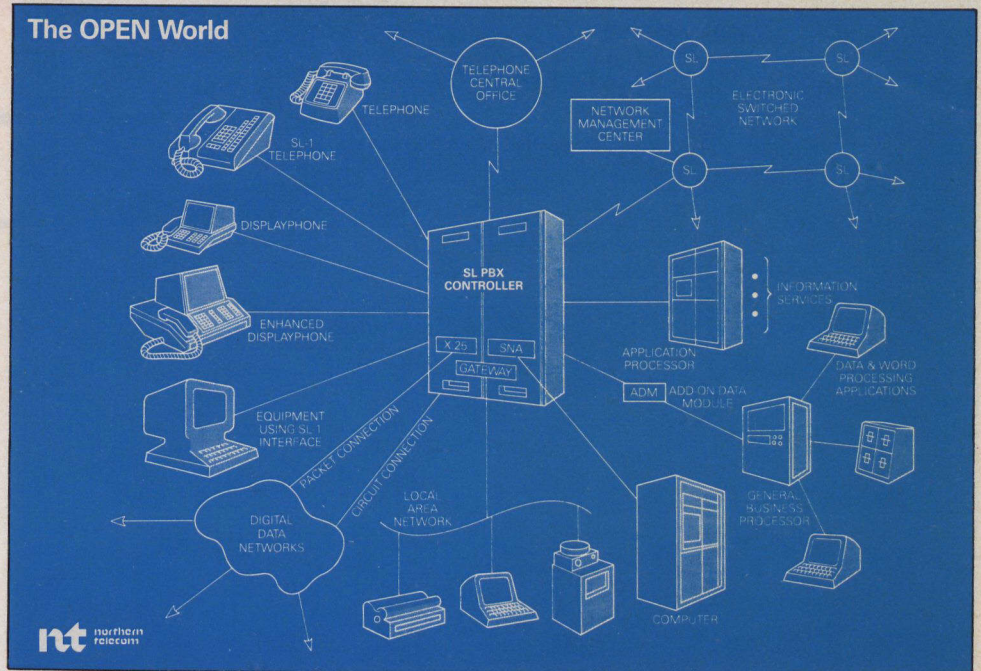 The OPEN World
TELEPHONE
CENTRAL
OFFICE
SL
SL
ELECTRONIC
SWITCHED
NETWORK
NETWORK
MANAGEMENT
CENTER
SL
SL
TELEPHONE
SL-1
TELEPHONE
DISPLAYPHONE
ENHANCED
DISPLAYPHONE
EQUIPMENT
USING SL 1
INTERFACE
SL PBX
CONTROLLER
X.25
SNA
GATEWAY
PACKET CONNECTION
CIRCUIT CONNECTION
INFORMATION
SERVICES
APPLICATION
PROCESSOR
DATA & WORD
PROCESSING
APPLICATIONS
ADM
ADD-ON DATA
MODULE
GENERAL
BUSINESS
PROCESSOR
LOCAL
AREA
NETWORK
DIGITAL
DATA
NETWORKS
COMPUTER
nt northern
telecom